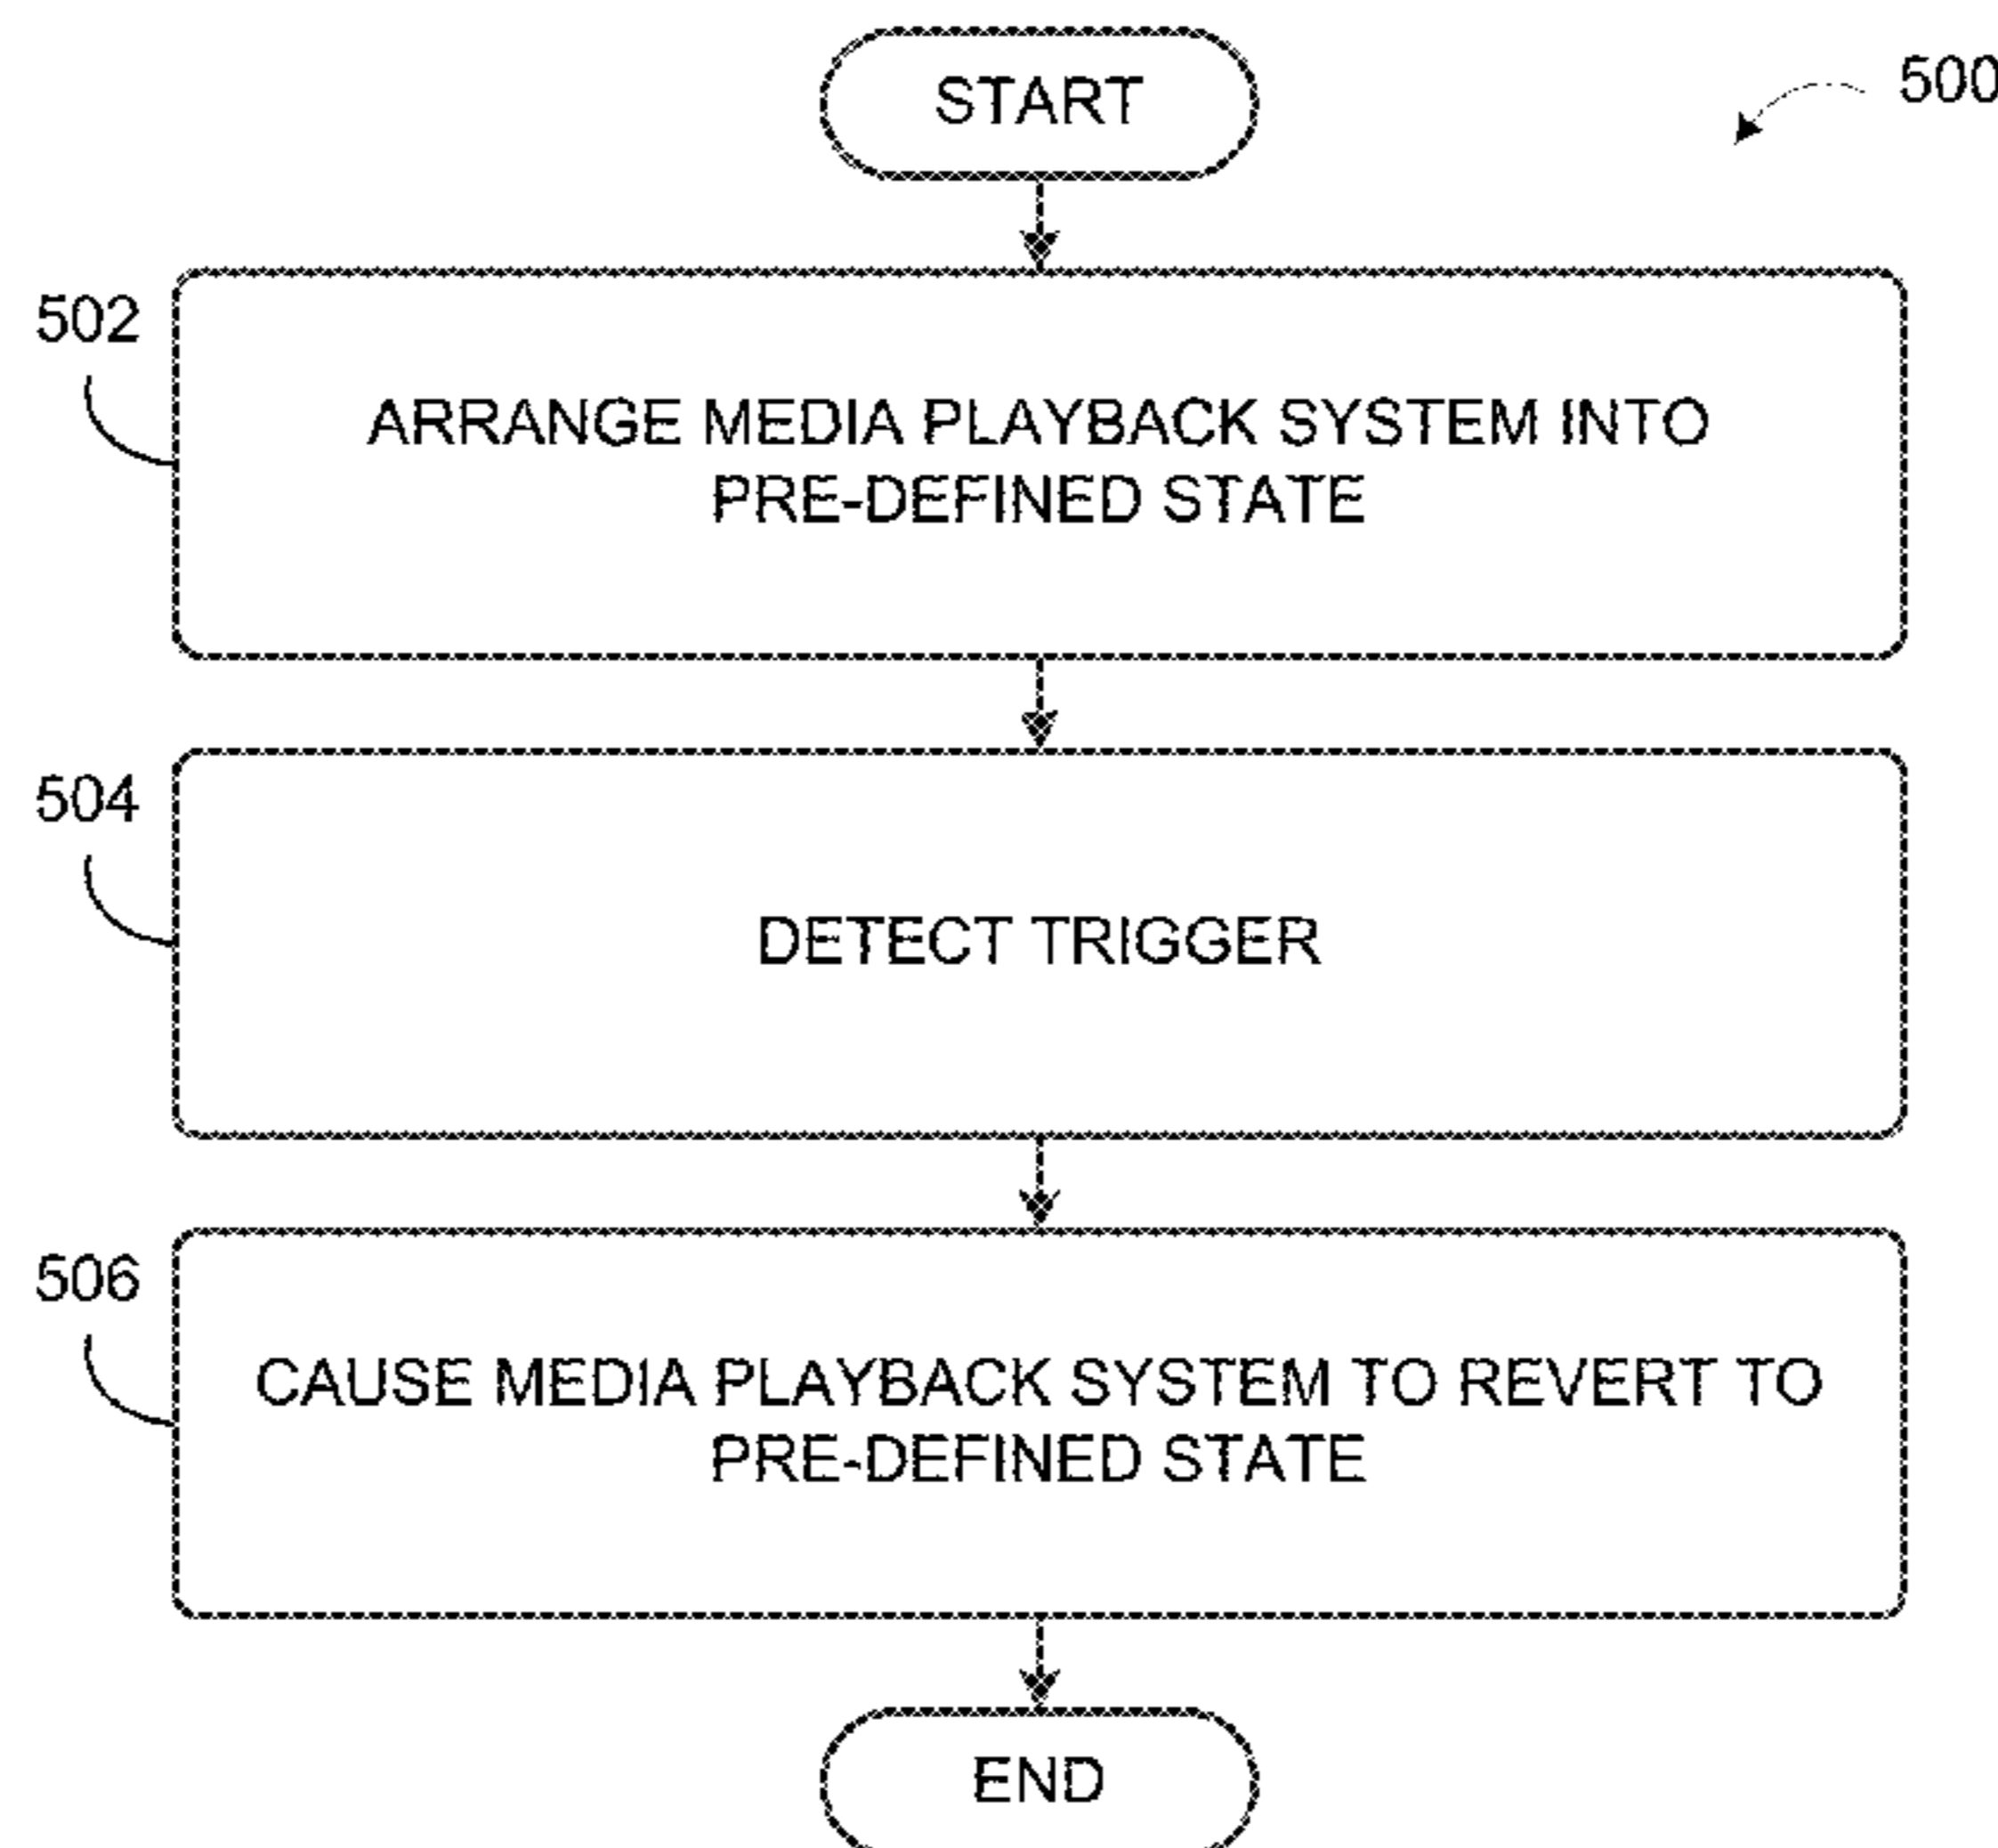 START
500
502
ARRANGE MEDIA PLAYBACK SYSTEM INTO
PRE-DEFINED STATE
504
DETECT TRIGGER
506
CAUSE MEDIA PLAYBACK SYSTEM TO REVERT TO
PRE-DEFINED STATE
END